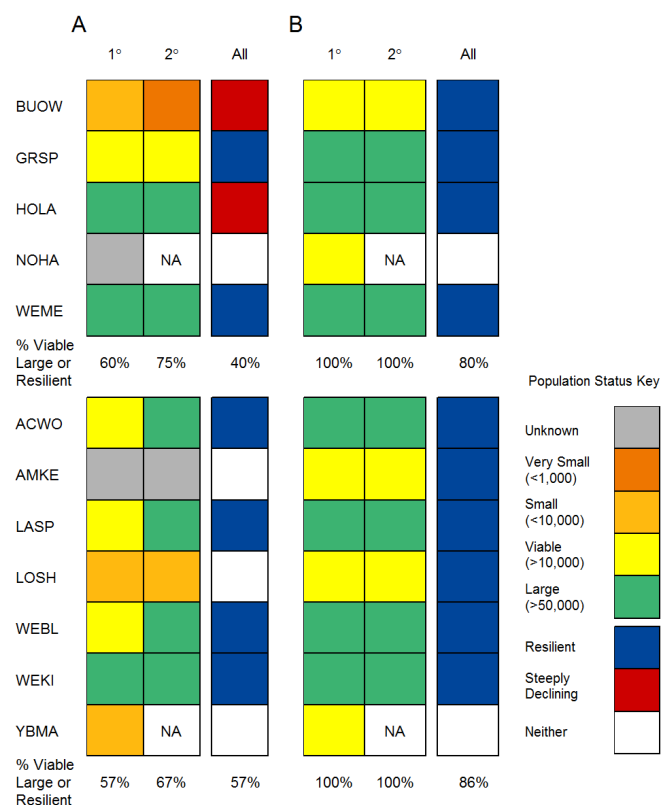 A B
1° 2° All 1° 2° All
BUOW
GRSP
HOLA
NOHA NA NA
WEME
% Viable
Large or
Resilient
60% 75% 40% 100% 100% 80%
ACWO
AMKE
LASP
LOSH
WEBL
WEKI
YBMA NA NA
% Viable
Large or
Resilient
57% 67% 57% 100% 100% 86%
Population Status Key
Unknown
Very Small
(<1,000)
Small
(<10,000)
Viable
(>10,000)
Large
(>50,000)
Resilient
Steeply
Declining
Neither